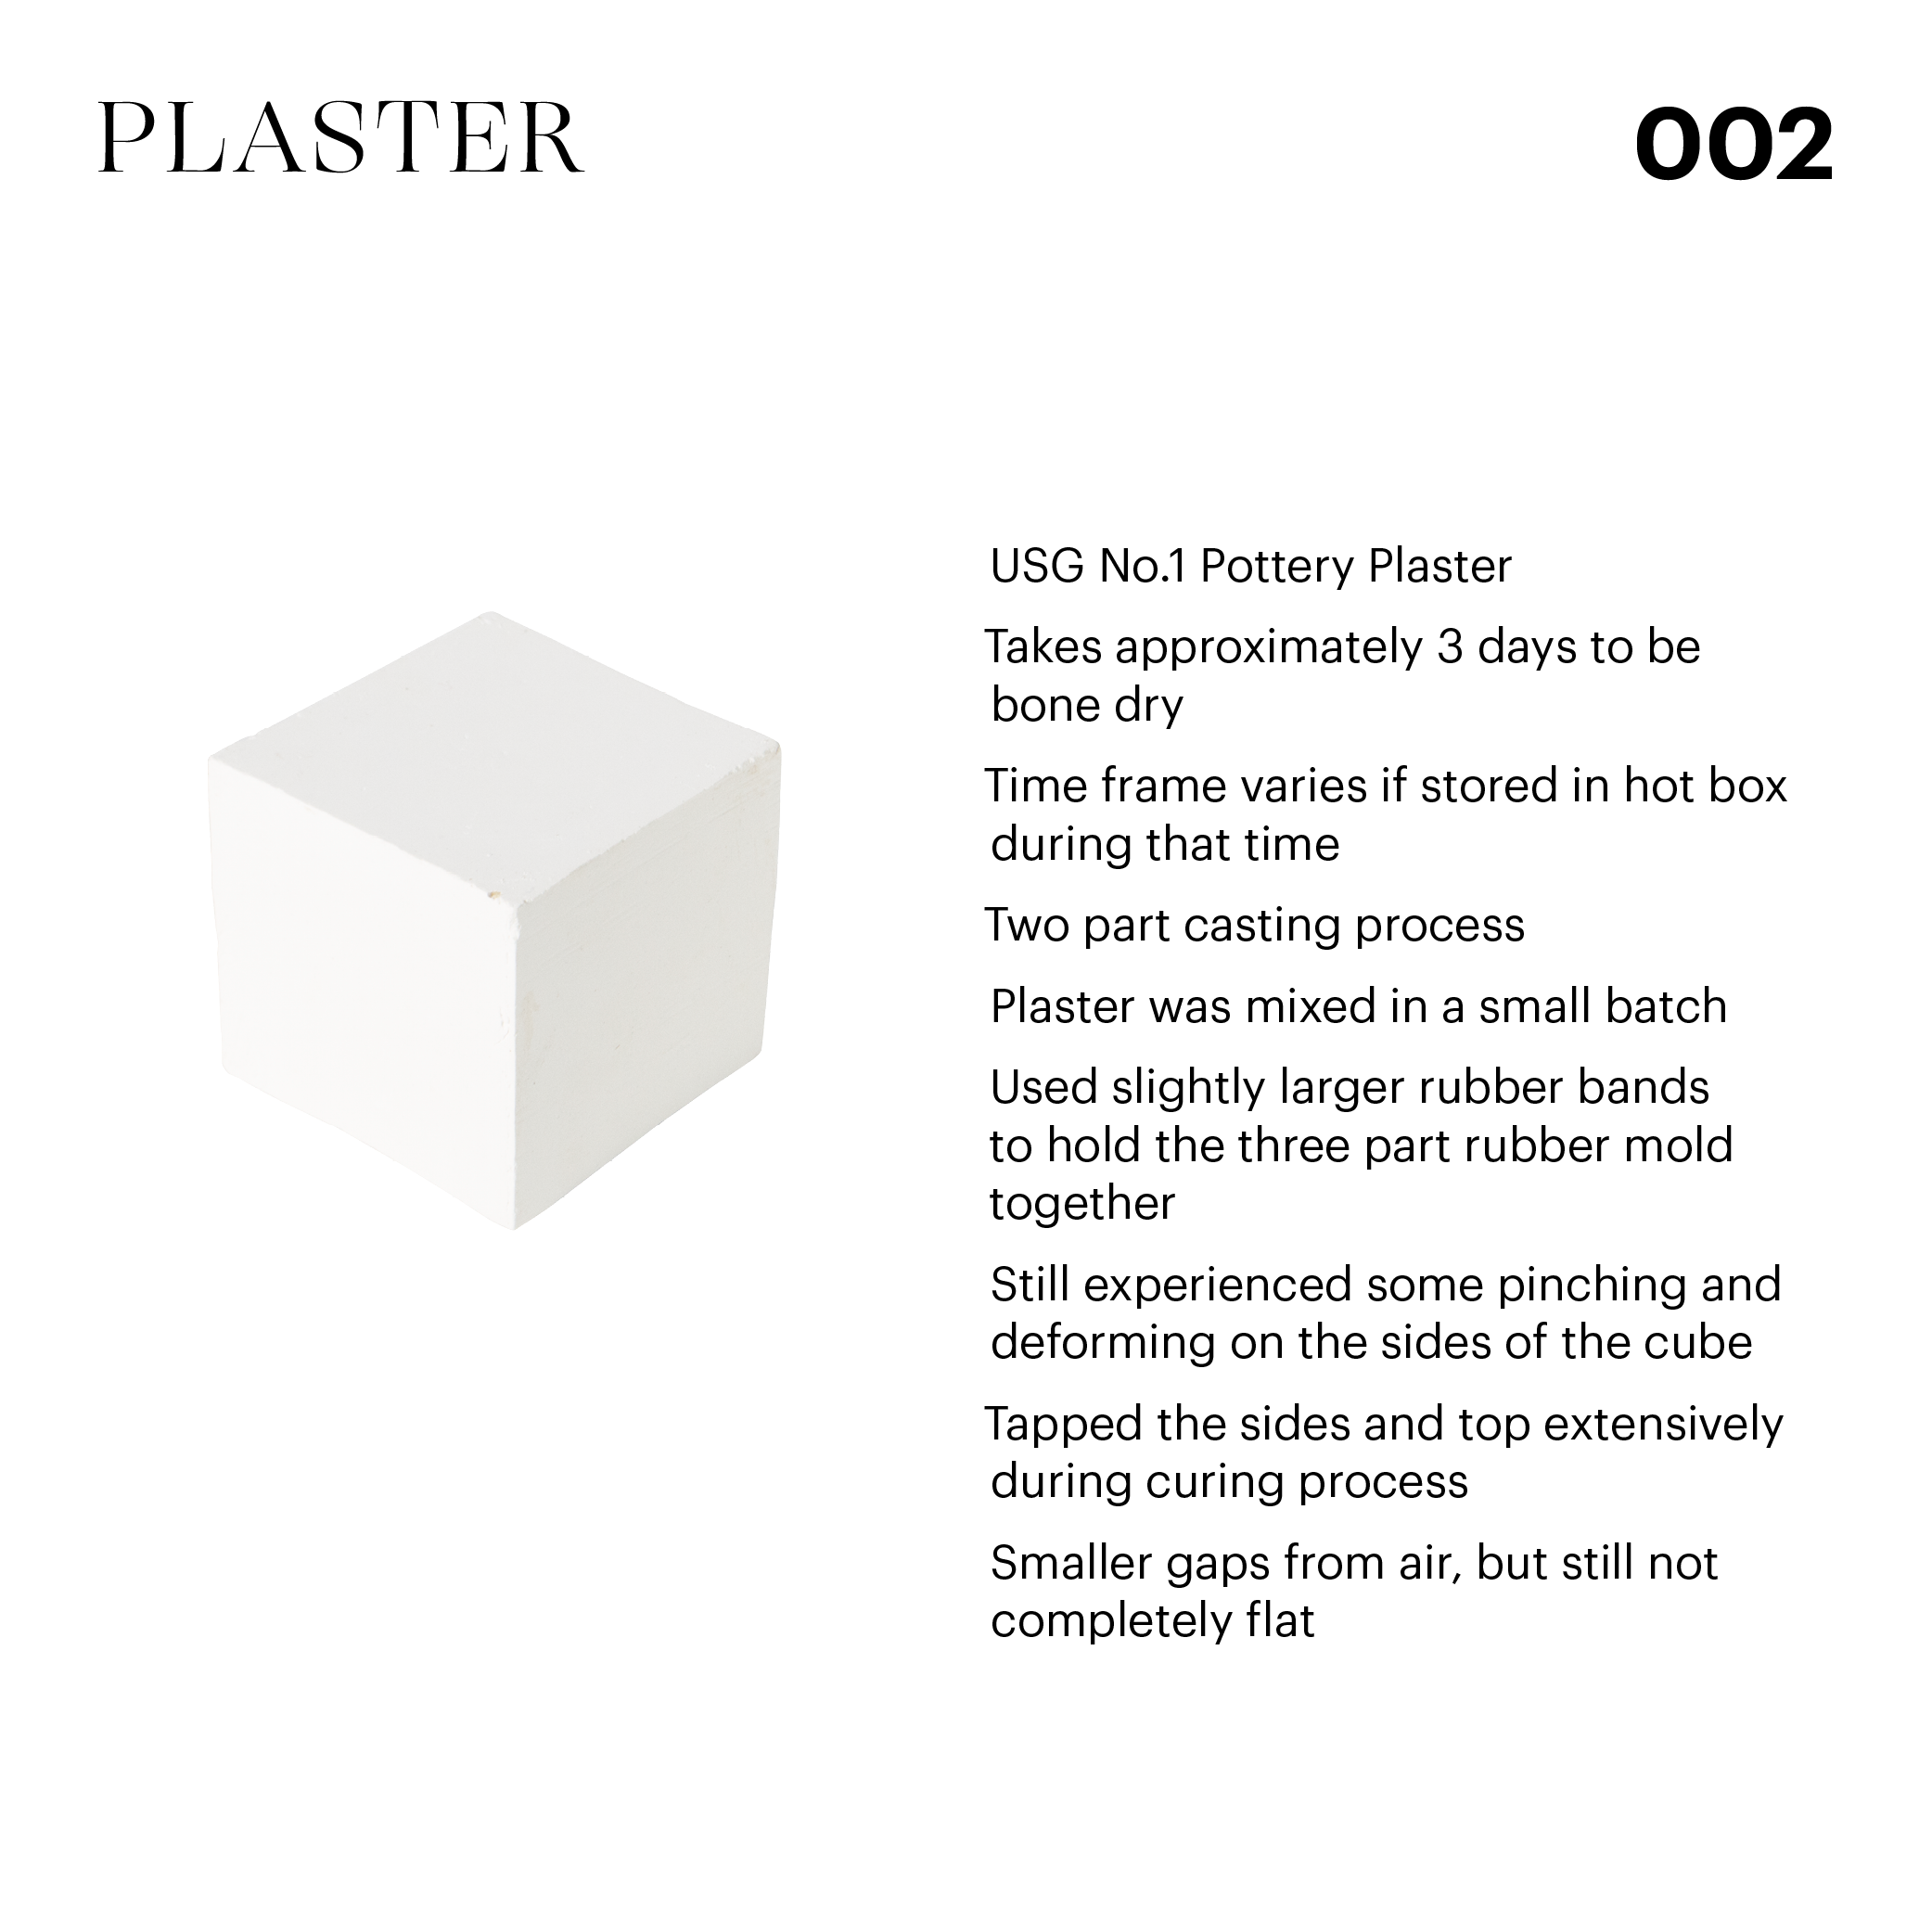 PLASTER
002
USG No.1 Pottery Plaster
Takes approximately 3 days to be
bone dry
Time frame varies if stored in hot box
during that time
Two part casting process
Plaster was mixed in a small batch
Used slightly larger rubber bands
to hold the three part rubber mold
together
Still experienced some pinching and
deforming on the sides of the cube
Tapped the sides and top extensively
during curing process
Smaller gaps from air, but still not
completely flat